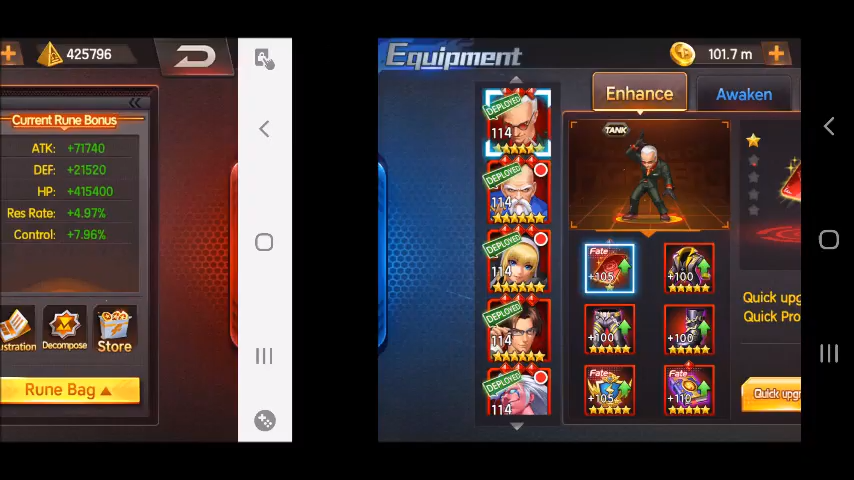 425796
Current Rune Bonus
ATK: +71740
DEF: +21520
HP: +415400
Res Rate: +4.97%
Control: +7.96%
ustration
Decompose
Store
Rune Bag
Equipment
101.7 m
Enhance
Awaken
DEPLOYED
114
DEPLOYED
114
DEPLOYED
114
DEPLOYED
114
DEPLOYED
114
TANK
Fate
+105
+100
+100
+100
Fate
+105
Fate
+110
Quick upg
Quick Pro
Quick upgr